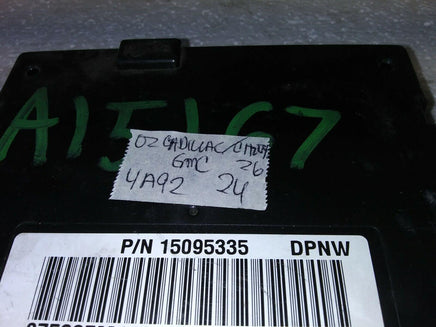 A15167
02 CADILLAC/CHEVY
GMC 26
4A92 24
P/N 15095335 DPNW